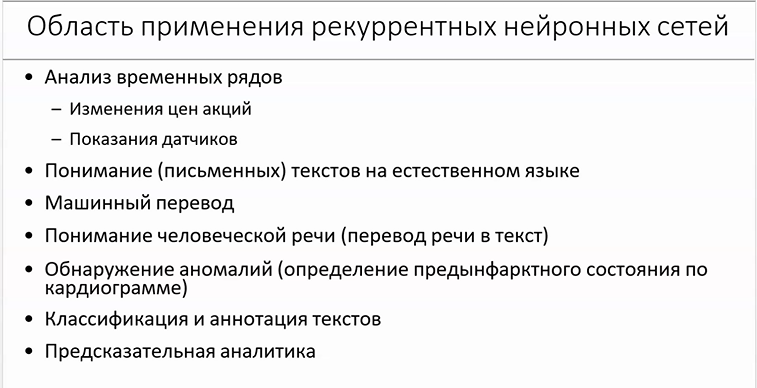 Область применения рекуррентных нейронных сетей
• Анализ временных рядов
– Изменения цен акций
– Показания датчиков
• Понимание (письменных) текстов на естественном языке
• Машинный перевод
• Понимание человеческой речи (перевод речи в текст)
• Обнаружение аномалий (определение предынфарктного состояния по
кардиограмме)
• Классификация и аннотация текстов
• Предсказательная аналитика